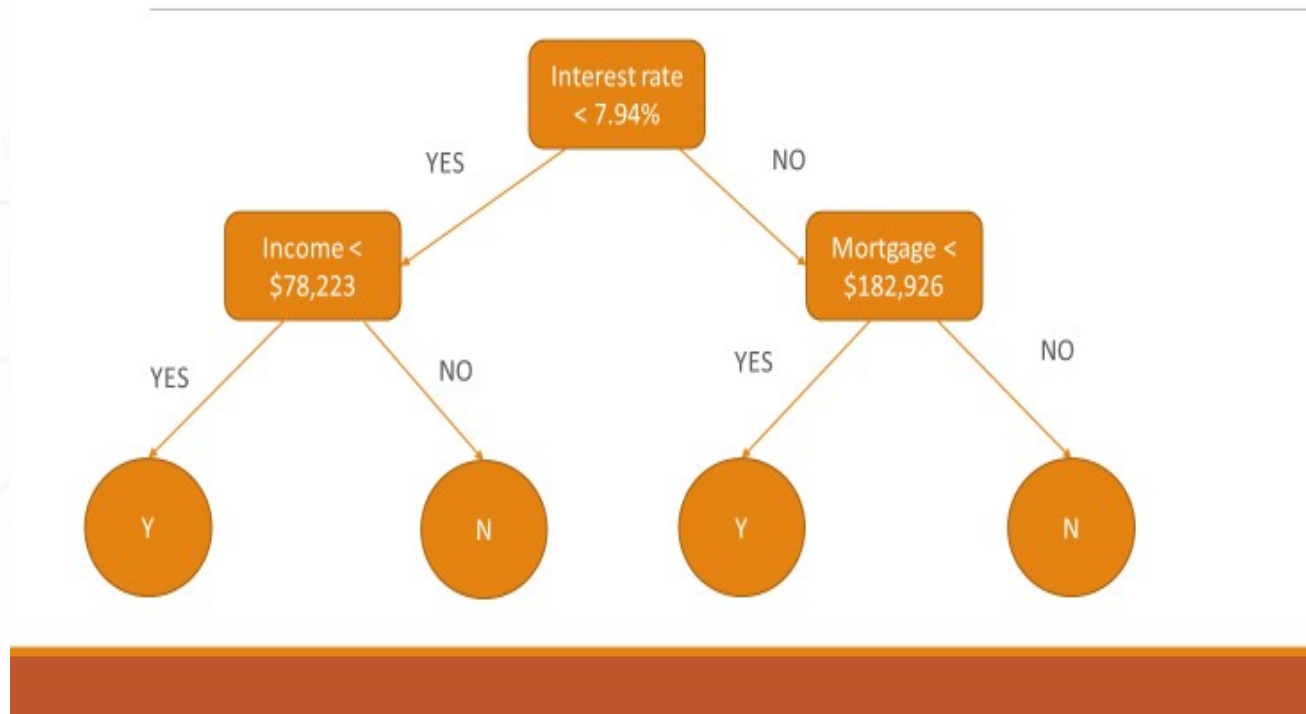 Interest rate
< 7.94%
YES
NO
Income <
$78,223
Mortgage <
$182,926
YES
NO
YES
NO
Y
N
Y
N